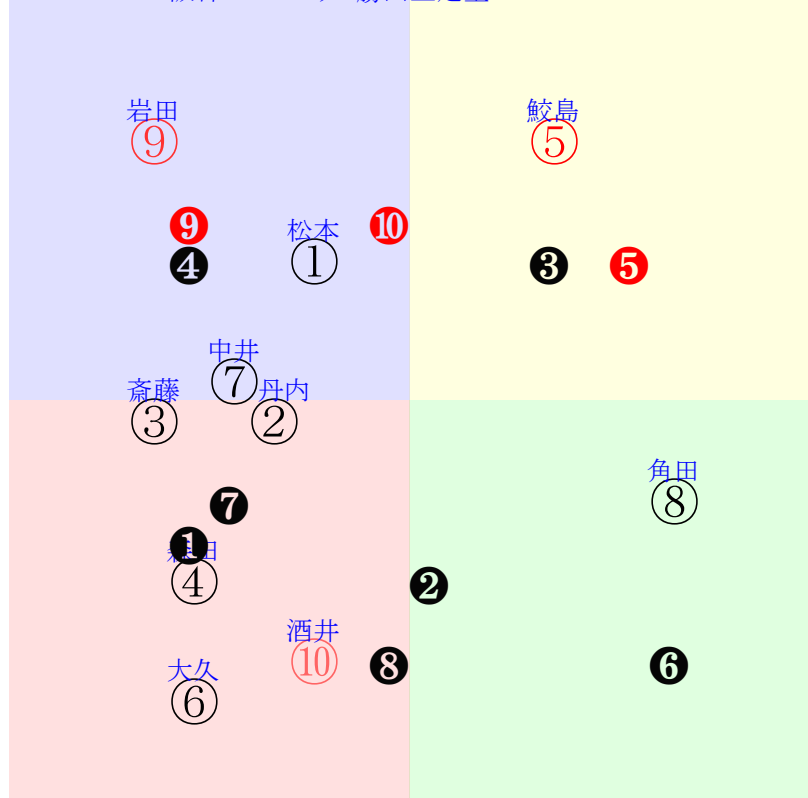 岩田
⑨
鮫島
⑤
❾
松本
①
❿
❹
❸
❺
中井
⑦
斎藤
③
丹内
②
角田
⑧
❼
❶
④
❷
酒井
⑩
❽
❻
大久
⑥